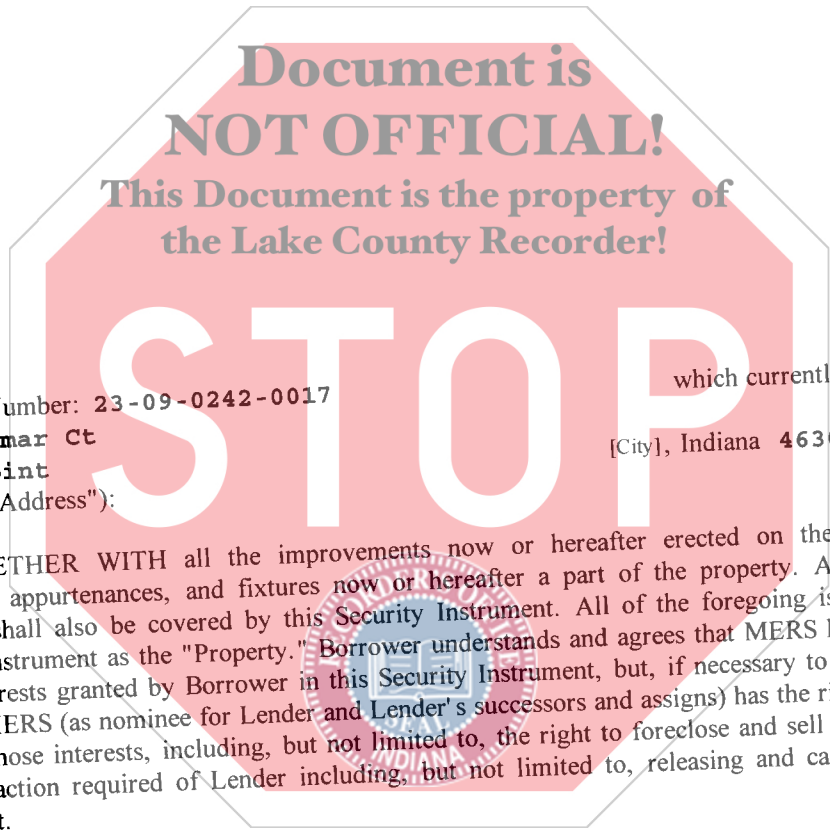 Document is
NOT OFFICIAL!
This Document is the property of
the Lake County Recorder!
STOP
umber: 23-09-0242-0017
which currentl
mar Ct
[City], Indiana 463
int
Address"):
ETHER WITH all the improvements now or hereafter erected on the
appurtenances, and fixtures now or hereafter a part of the property. A
hall also be covered by this Security Instrument. All of the foregoing is
strument as the "Property." Borrower understands and agrees that MERS
rests granted by Borrower in this Security Instrument, but, if necessary to
ERS (as nominee for Lender and Lender's successors and assigns) has the ri
hose interests, including, but not limited to, the right to foreclose and sell
action required of Lender including, but not limited to, releasing and ca
t.
SEAL
INDIANA